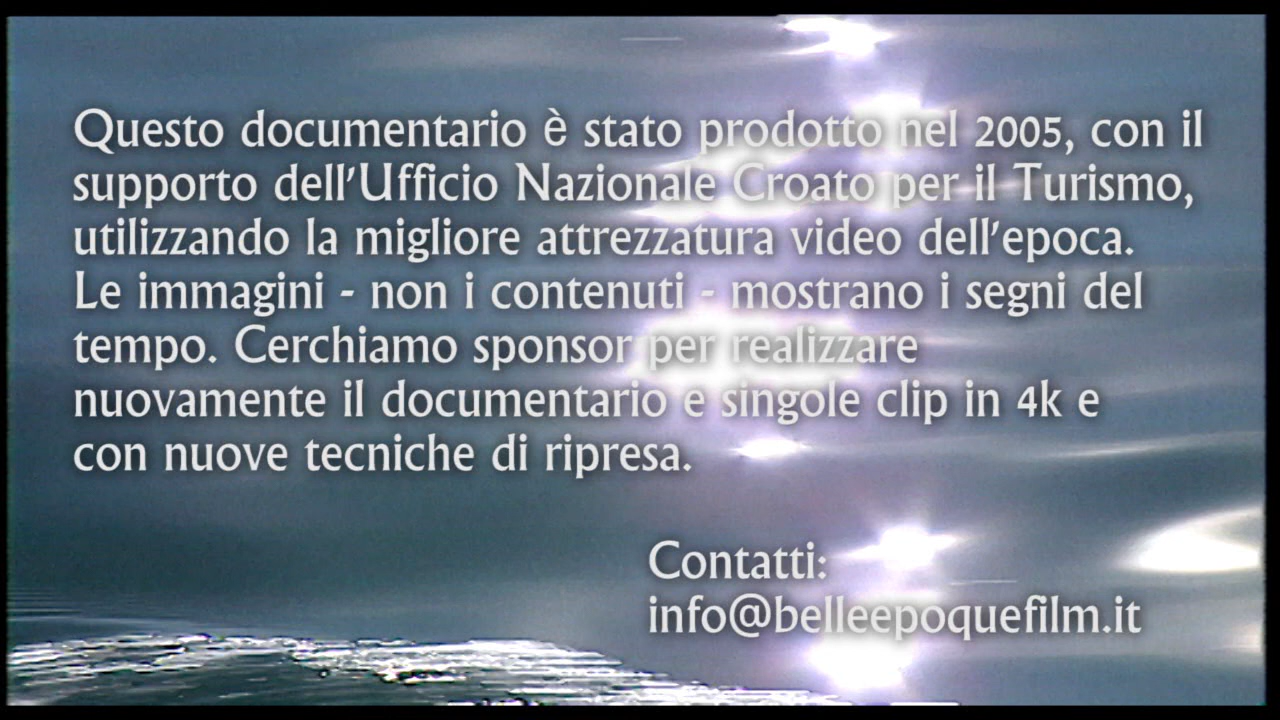 Questo documentario è stato prodotto nel 2005, con il
supporto dell'Ufficio Nazionale Croato per il Turismo,
utilizzando la migliore attrezzatura video dell'epoca.
Le immagini - non i contenuti - mostrano i segni del
tempo. Cerchiamo sponsor per realizzare
nuovamente il documentario e singole clip in 4k e
con nuove tecniche di ripresa.
Contatti:
info@belleepoquefilm.it